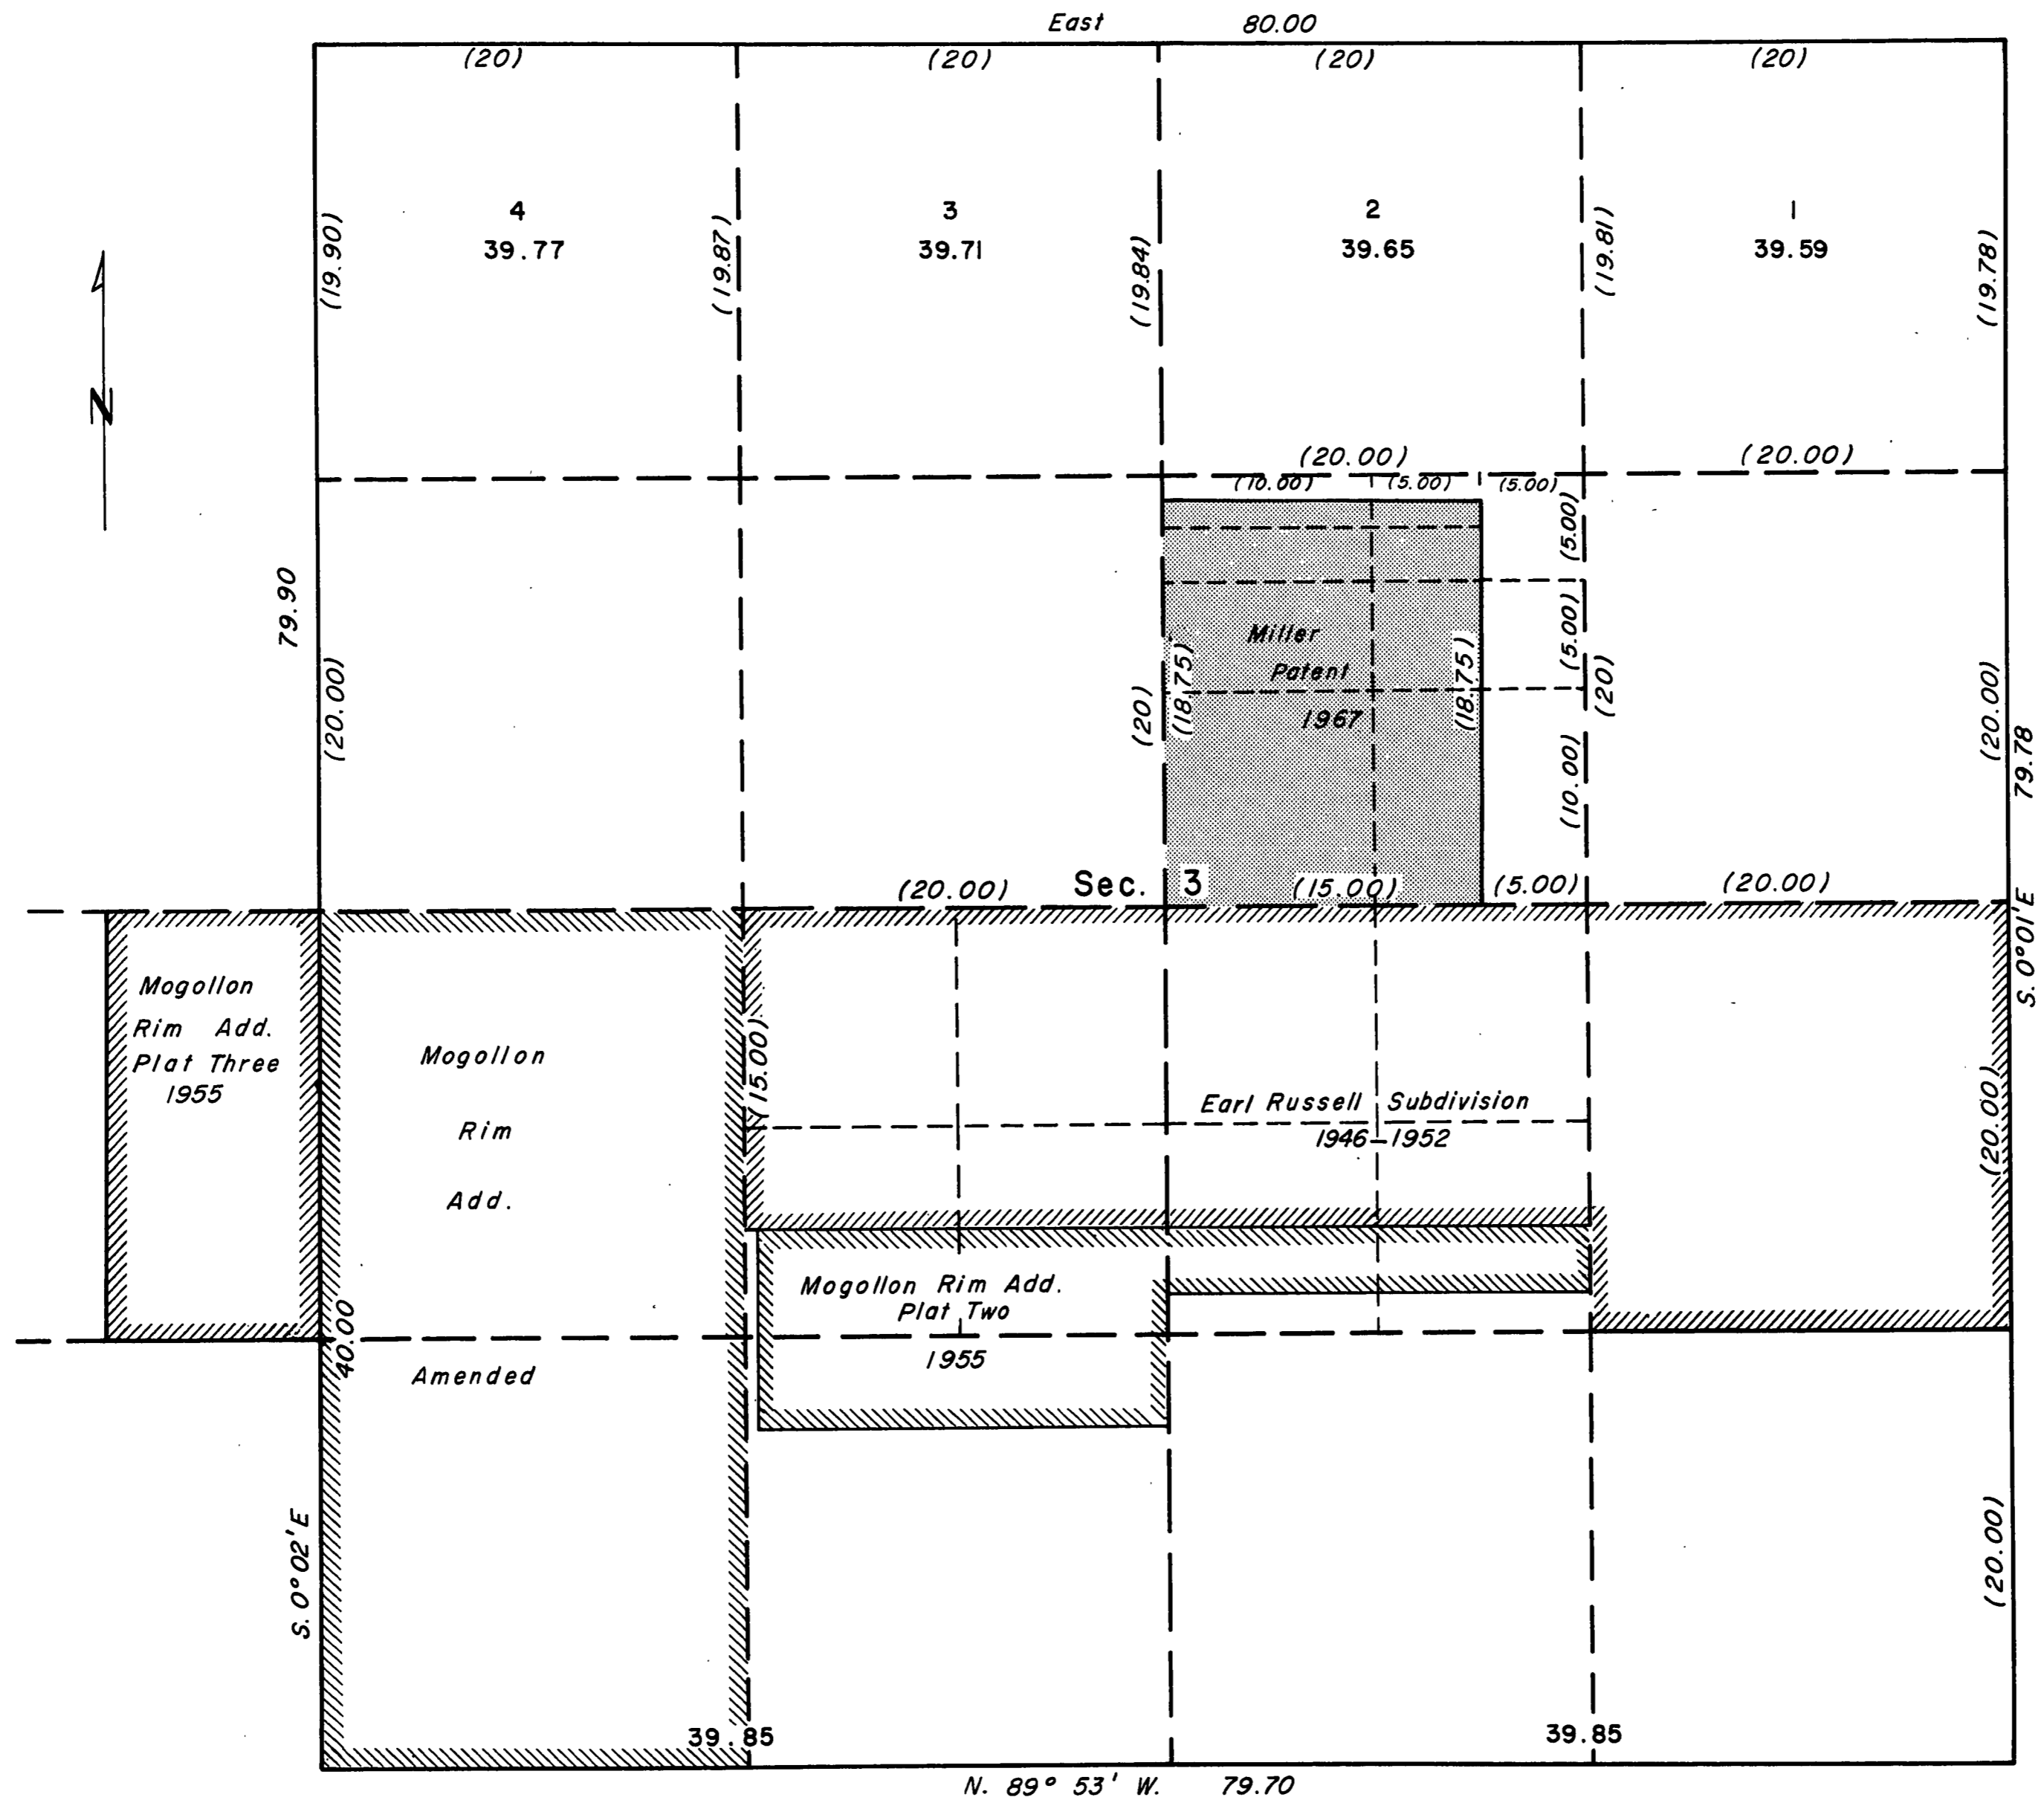 East 80.00
(20) (20) (20) (20)
4 3 2 1
39.77 39.71 39.65 39.59
(19.90) (19.87) (19.84) (19.81) (19.78)
N
(20.00) (20.00)
(10.00) (5.00) (5.00)
(5.00)
79.90
(20.00)
(5.00)
Miller
Patent
1967
(20) (18.75) (18.75) (20)
(10.00)
(20.00)
79.78
S. 0° 01' E
(20.00) Sec. 3 (15.00) (5.00) (20.00)
Mogollon
Rim Add.
Plat Three
1955
Mogollon
Rim
Add.
Amended
(15.00)
Earl Russell Subdivision
1946–1952
(20.00)
Mogollon Rim Add.
Plat Two
1955
40.00
S. 0° 02' E
(20.00)
39.85 39.85
N. 89° 53' W. 79.70